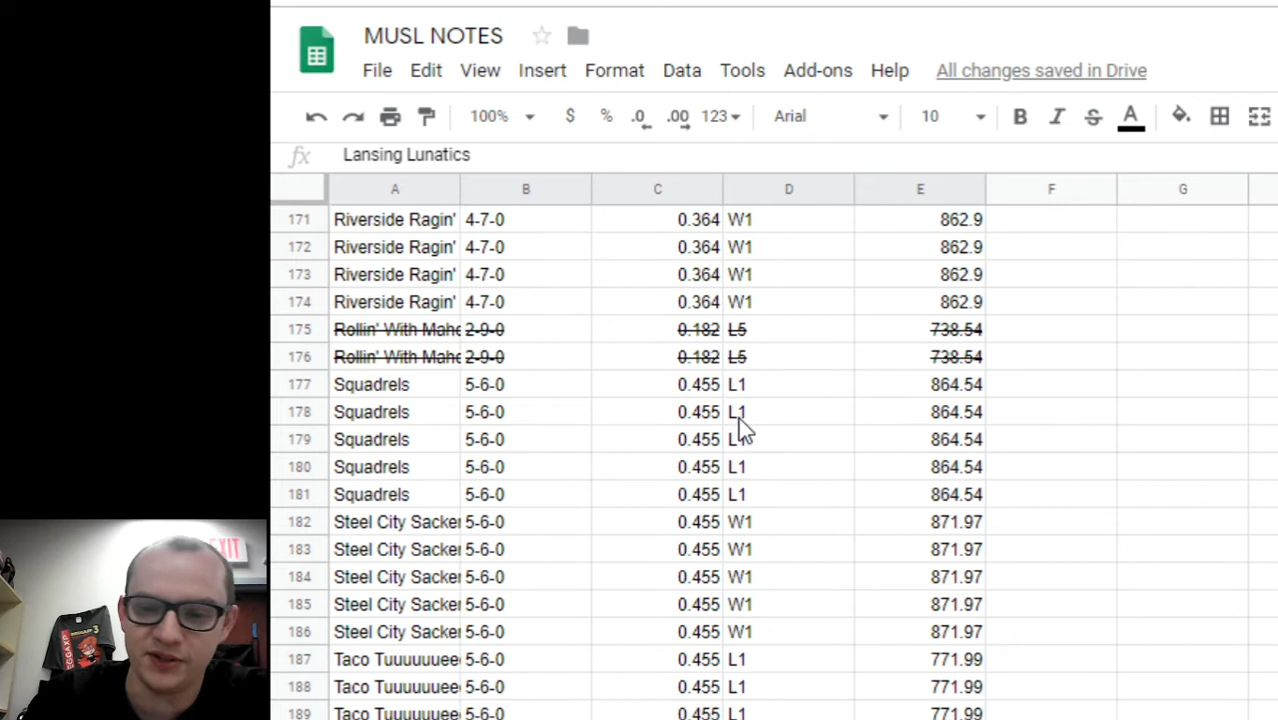 MUSL NOTES
File Edit View Insert Format Data Tools Add-ons Help All changes saved in Drive
100% $ % .0 .00 123 Arial 10 B I S A
fx Lansing Lunatics
A B C D E F G
171 Riverside Ragin' 4-7-0 0.364 W1 862.9
172 Riverside Ragin' 4-7-0 0.364 W1 862.9
173 Riverside Ragin' 4-7-0 0.364 W1 862.9
174 Riverside Ragin' 4-7-0 0.364 W1 862.9
175 Rollin' With Maho 2-9-0 0.182 L5 738.54
176 Rollin' With Maho 2-9-0 0.182 L5 738.54
177 Squadrels 5-6-0 0.455 L1 864.54
178 Squadrels 5-6-0 0.455 L1 864.54
179 Squadrels 5-6-0 0.455 L1 864.54
180 Squadrels 5-6-0 0.455 L1 864.54
181 Squadrels 5-6-0 0.455 L1 864.54
182 Steel City Sacker 5-6-0 0.455 W1 871.97
183 Steel City Sacker 5-6-0 0.455 W1 871.97
184 Steel City Sacker 5-6-0 0.455 W1 871.97
185 Steel City Sacker 5-6-0 0.455 W1 871.97
186 Steel City Sacker 5-6-0 0.455 W1 871.97
187 Taco Tuuuuuuee 5-6-0 0.455 L1 771.99
188 Taco Tuuuuuuee 5-6-0 0.455 L1 771.99
189 Taco Tuuuuuuee 5-6-0 0.455 L1 771.99
EXIT
EGGAXP
3